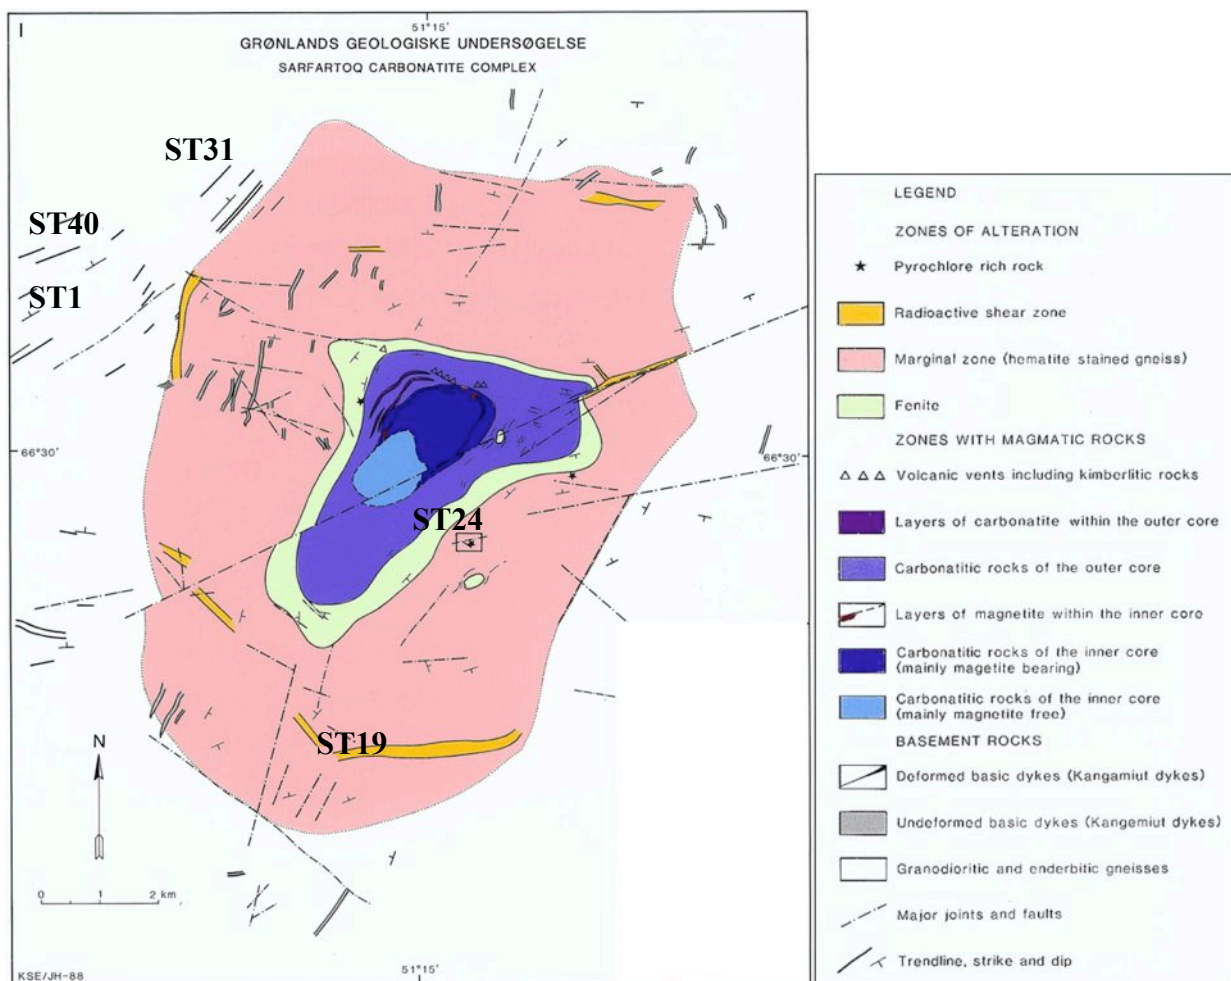 51°15'
GRØNLANDS GEOLOGISKE UNDERSØGELSE
SARFARTOQ CARBONATITE COMPLEX
ST31
ST40
ST1
66°30'
66°30'
ST24
ST19
N
0 1 2 km
KSE/JH-88
51°15'
LEGEND
ZONES OF ALTERATION
Pyrochlore rich rock
Radioactive shear zone
Marginal zone (hematite stained gneiss)
Fenite
ZONES WITH MAGMATIC ROCKS
Volcanic vents including kimberlitic rocks
Layers of carbonatite within the outer core
Carbonatitic rocks of the outer core
Layers of magnetite within the inner core
Carbonatitic rocks of the inner core
(mainly magetite bearing)
Carbonatitic rocks of the inner core
(mainly magnetite free)
BASEMENT ROCKS
Deformed basic dykes (Kangamiut dykes)
Undeformed basic dykes (Kangemiut dykes)
Granodioritic and enderbitic gneisses
Major joints and faults
Trendline, strike and dip